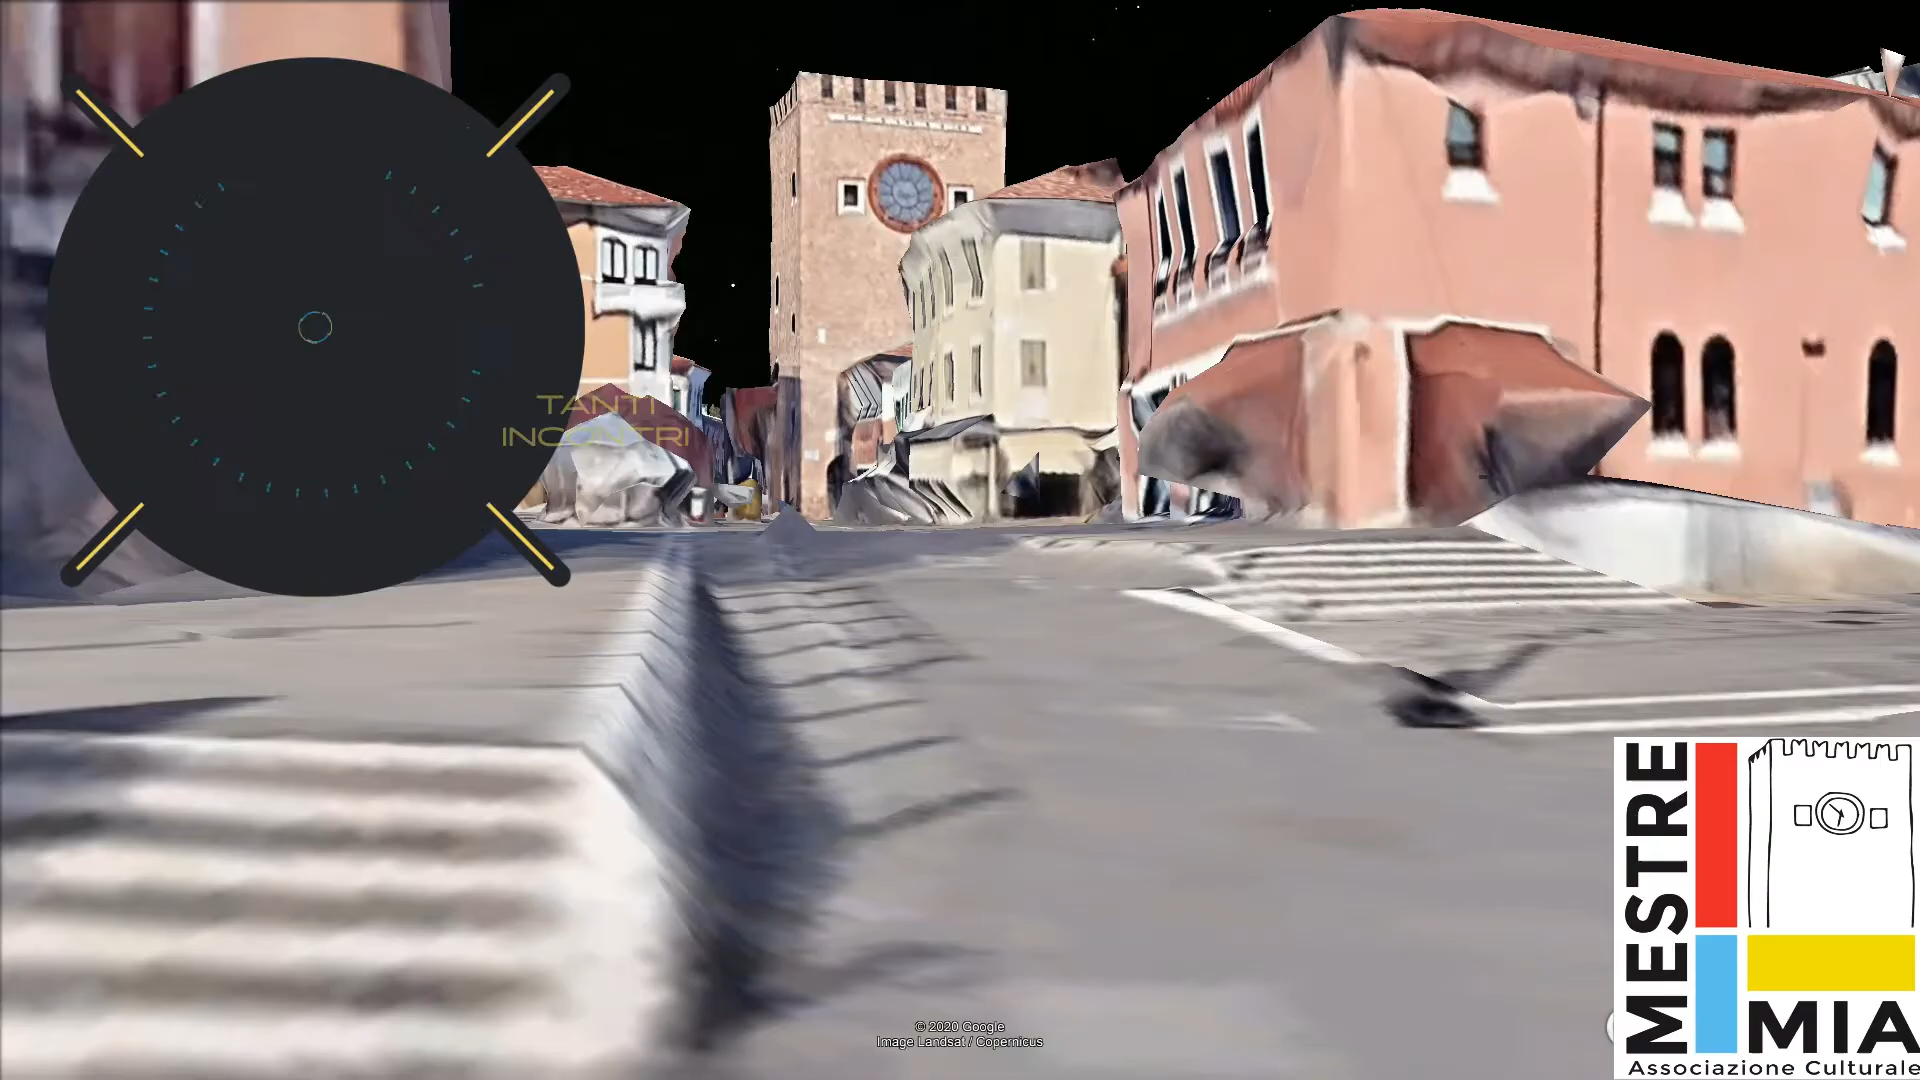 TANTI
INCONTRI
MESTRE
MIA
Associazione Culturale
© 2020 Google
Image Landsat / Copernicus